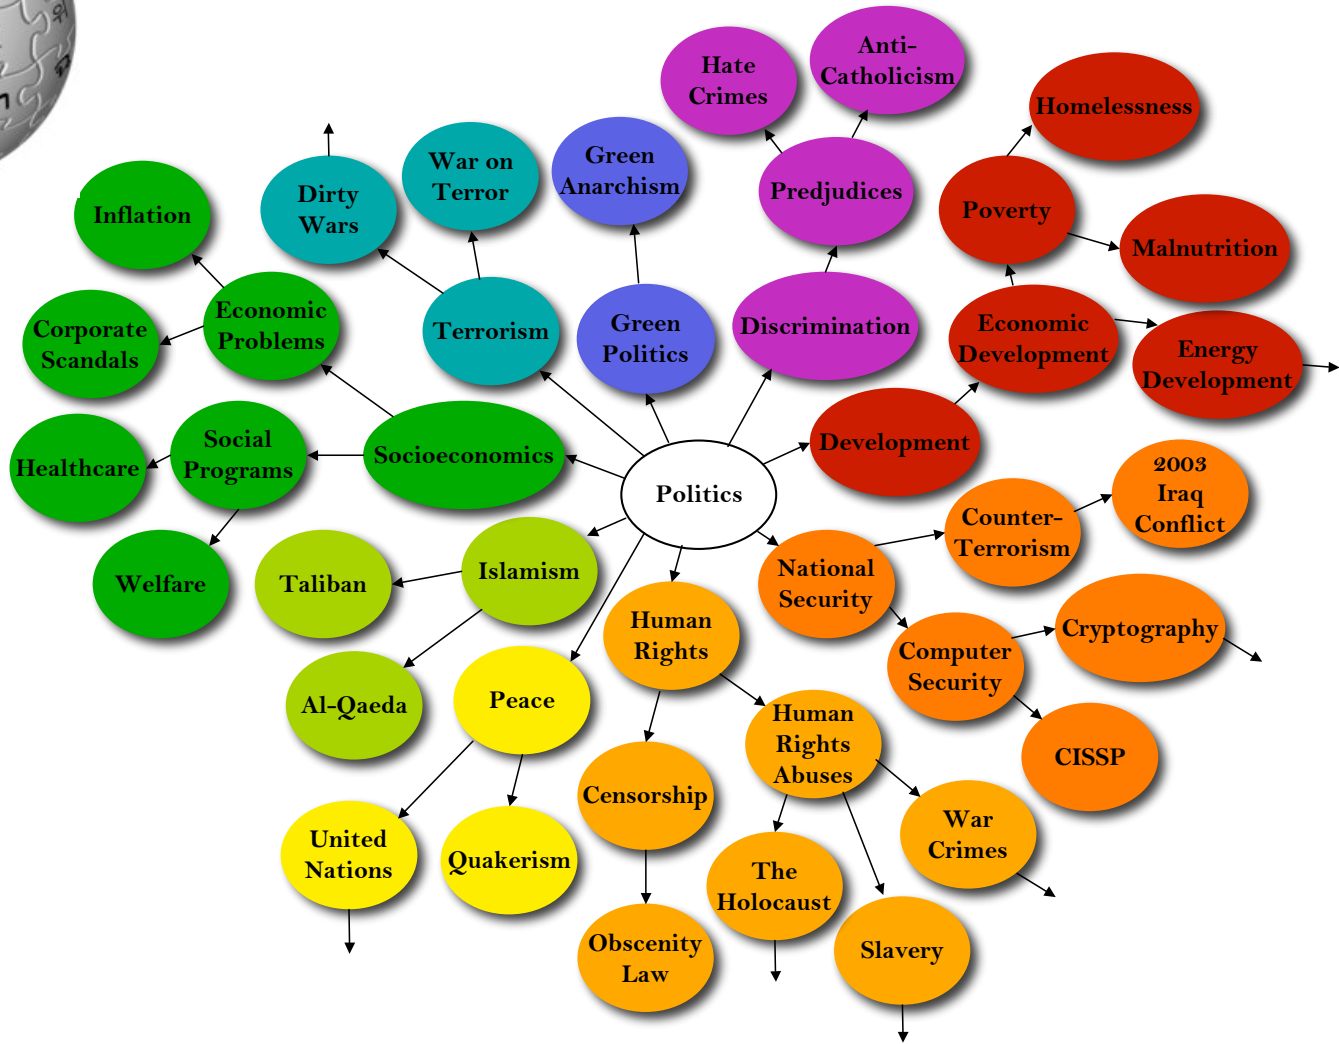 Anti-
Catholicism
Hate
Crimes
Homelessness
War on
Terror
Green
Anarchism
Predjudices
Dirty
Wars
Inflation
Poverty
Malnutrition
Economic
Problems
Corporate
Scandals
Terrorism
Green
Politics
Discrimination
Economic
Development
Energy
Development
Healthcare
Social
Programs
Socioeconomics
Development
Politics
2003
Iraq
Conflict
Counter-
Terrorism
Welfare
Taliban
Islamism
National
Security
Human
Rights
Cryptography
Computer
Security
Al-Qaeda
Peace
Human
Rights
Abuses
CISSP
Censorship
War
Crimes
United
Nations
Quakerism
The
Holocaust
Obscenity
Law
Slavery